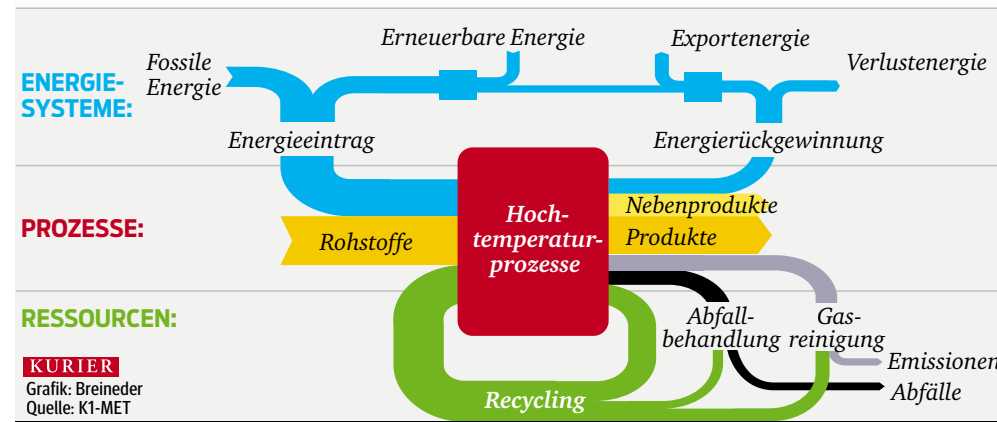 ENERGIE-
SYSTEME:
Fossile
Energie
Erneuerbare Energie
Exportenergie
Verlustenergie
Energieeintrag
Energierückgewinnung
PROZESSE:
Rohstoffe
Hoch-
temperatur-
prozesse
Nebenprodukte
Produkte
RESSOURCEN:
Abfall-
behandlung
Gas-
reinigung
Emissionen
Abfälle
Recycling
KURIER
Grafik: Breineder
Quelle: K1-MET